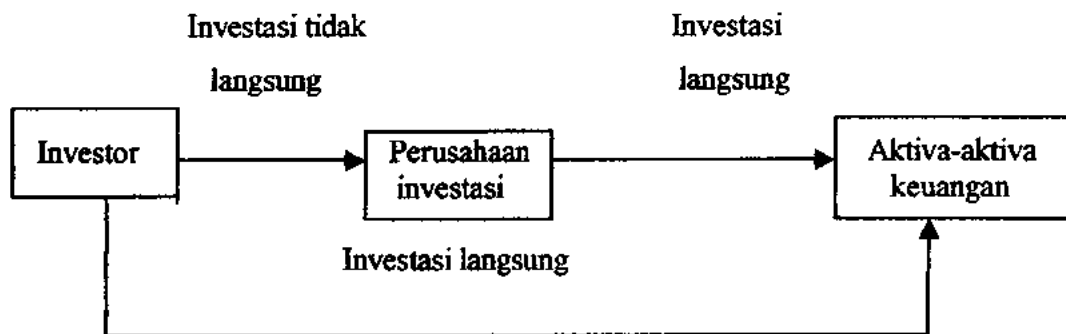 Investasi tidak
langsung
Investasi
langsung
Investor
Perusahaan
investasi
Aktiva-aktiva
keuangan
Investasi langsung